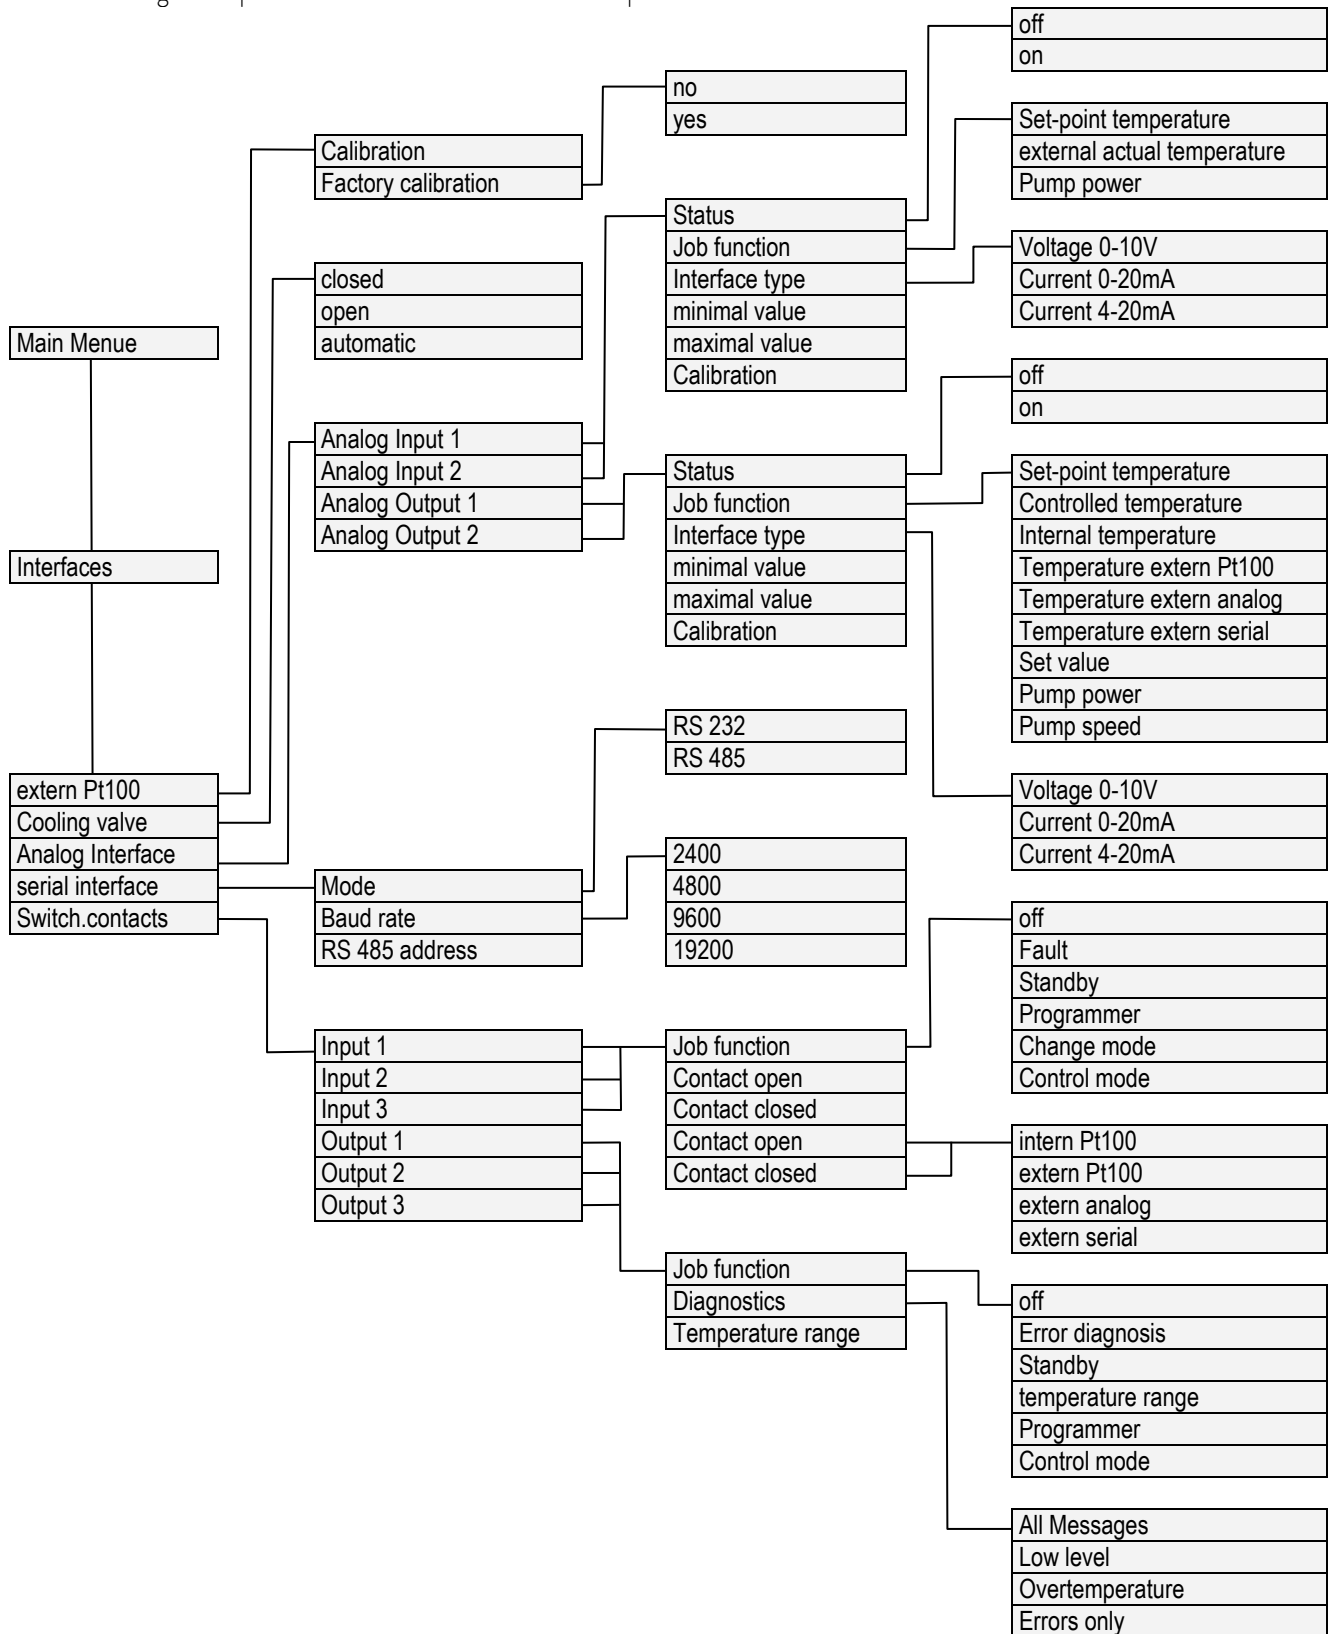 Main Menue
Interfaces
extern Pt100
Cooling valve
Analog Interface
serial interface
Switch.contacts
Calibration
Factory calibration
closed
open
automatic
Analog Input 1
Analog Input 2
Analog Output 1
Analog Output 2
Mode
Baud rate
RS 485 address
Input 1
Input 2
Input 3
Output 1
Output 2
Output 3
no
yes
Status
Job function
Interface type
minimal value
maximal value
Calibration
Status
Job function
Interface type
minimal value
maximal value
Calibration
RS 232
RS 485
2400
4800
9600
19200
Job function
Contact open
Contact closed
Contact open
Contact closed
Job function
Diagnostics
Temperature range
off
on
Set-point temperature
external actual temperature
Pump power
Voltage 0-10V
Current 0-20mA
Current 4-20mA
off
on
Set-point temperature
Controlled temperature
Internal temperature
Temperature extern Pt100
Temperature extern analog
Temperature extern serial
Set value
Pump power
Pump speed
Voltage 0-10V
Current 0-20mA
Current 4-20mA
off
Fault
Standby
Programmer
Change mode
Control mode
intern Pt100
extern Pt100
extern analog
extern serial
off
Error diagnosis
Standby
temperature range
Programmer
Control mode
All Messages
Low level
Overtemperature
Errors only